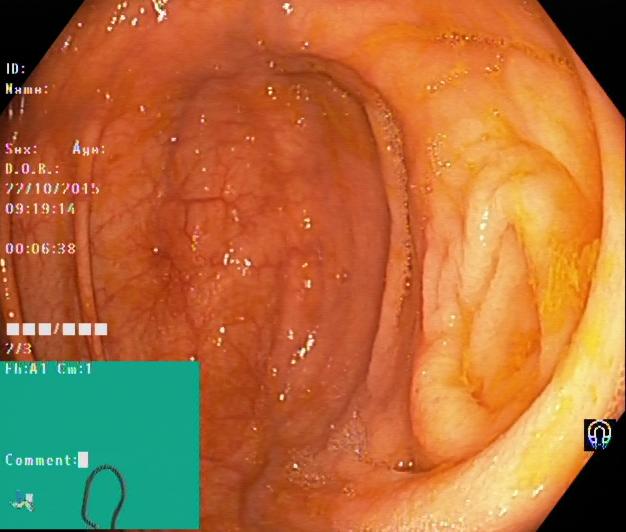 ID:
Name:
Sex: Age:
D.O.B.:
22/10/2015
09:19:14
00:06:38
■■■/■■■
2/3
Eh:A1 Cm:1
Comment: